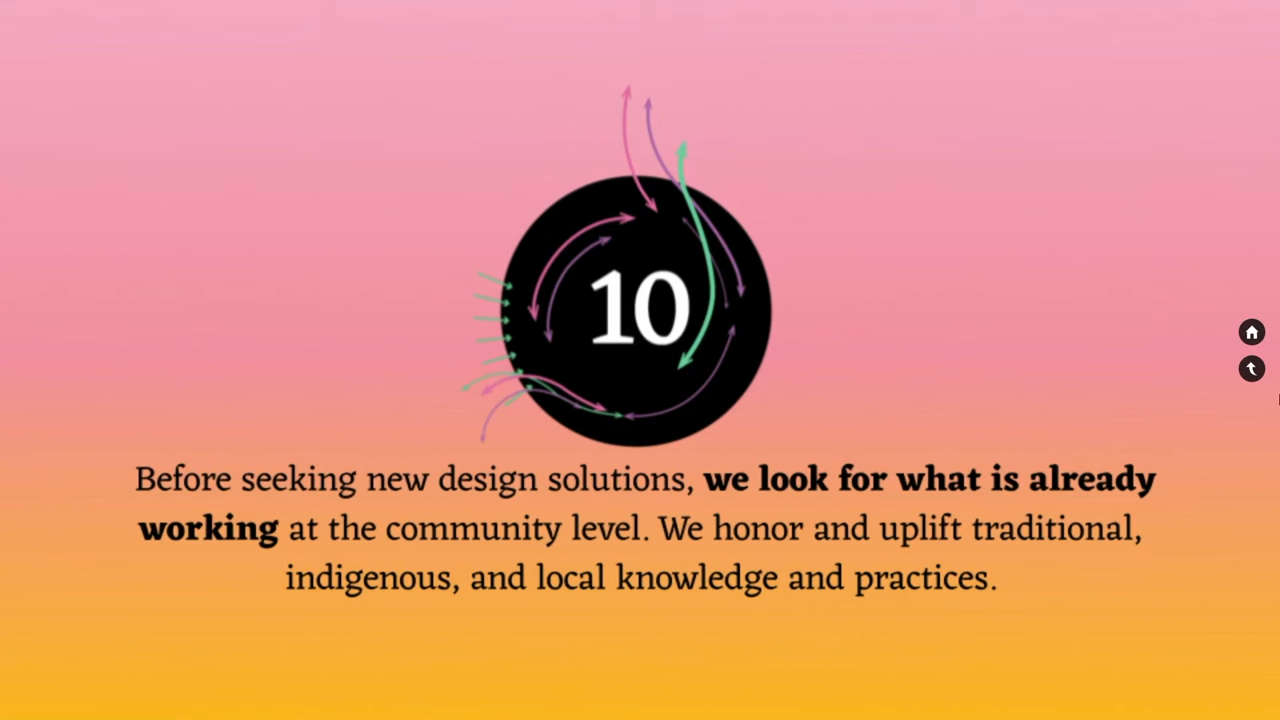 10
Before seeking new design solutions, we look for what is already
working at the community level. We honor and uplift traditional,
indigenous, and local knowledge and practices.